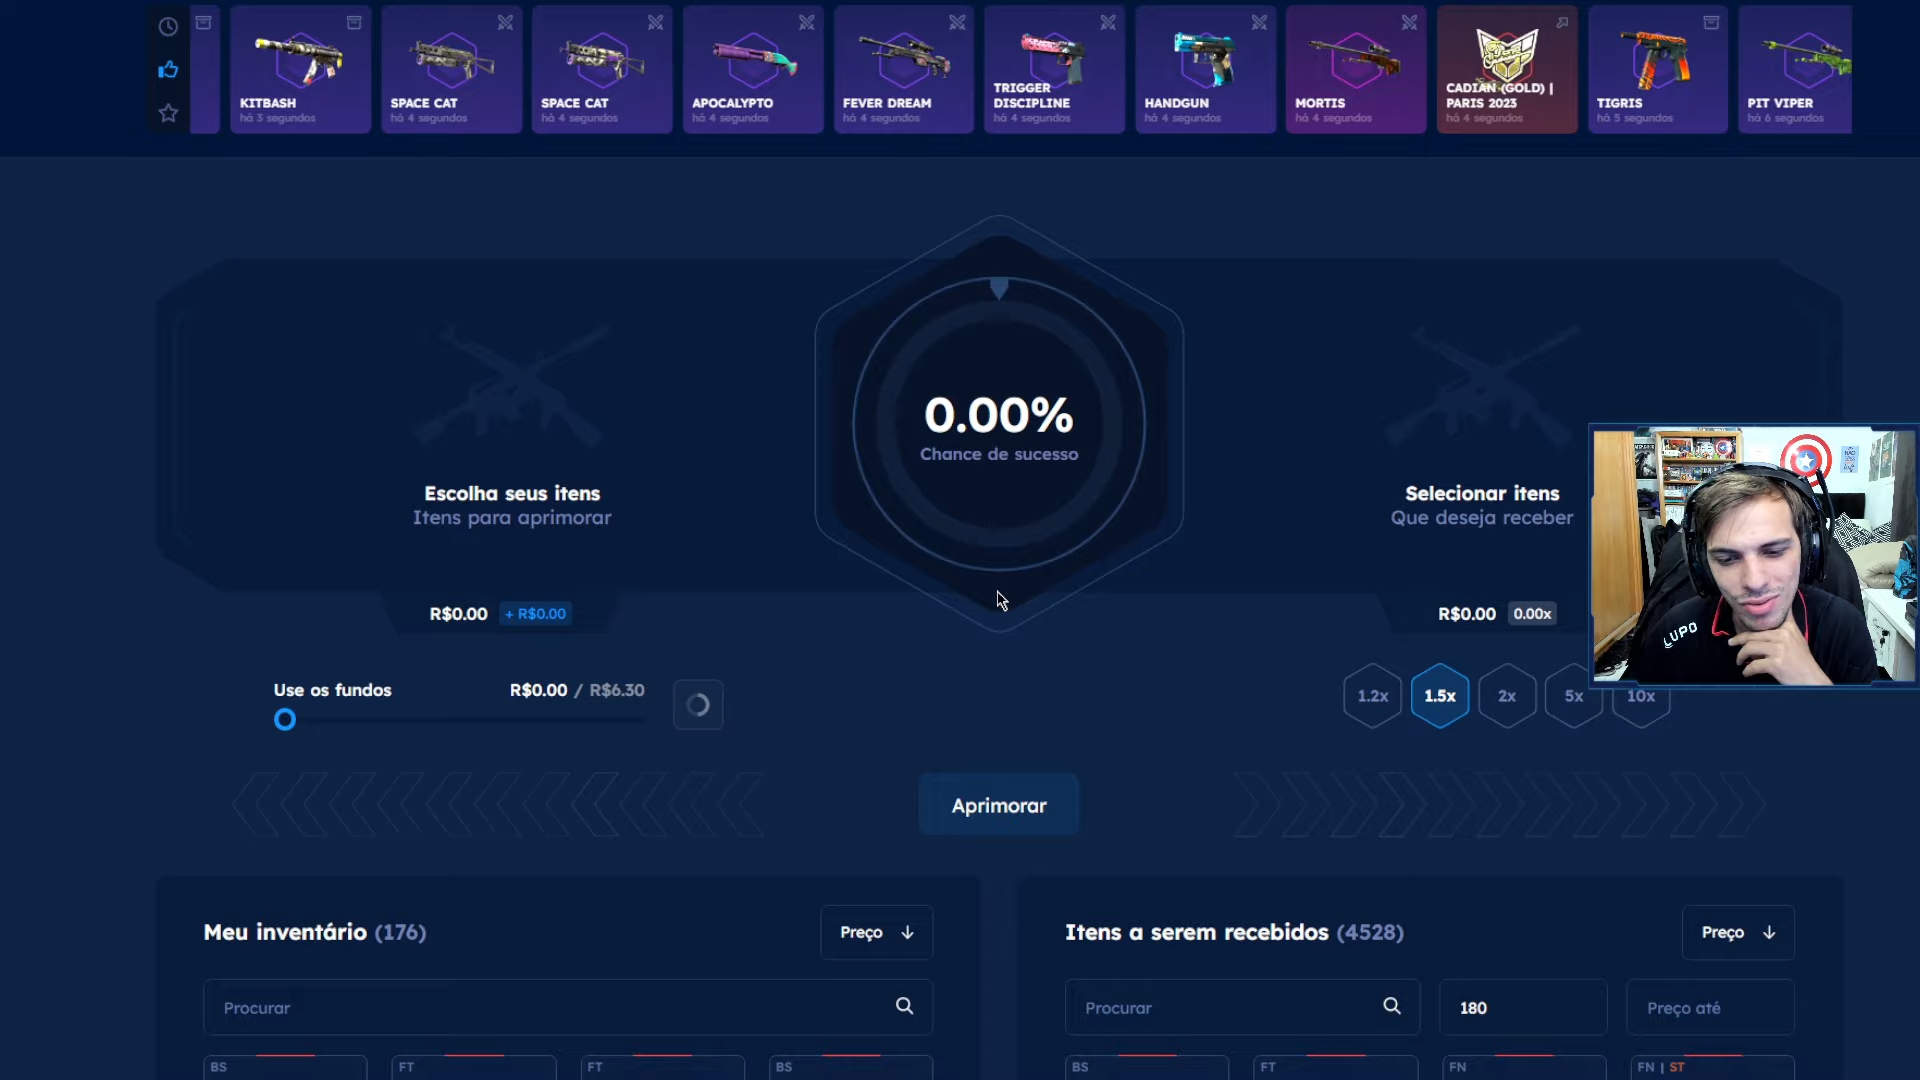 KITBASH
há 3 segundos
SPACE CAT
há 4 segundos
SPACE CAT
há 4 segundos
APOCALYPTO
há 4 segundos
FEVER DREAM
há 4 segundos
TRIGGER
DISCIPLINE
há 4 segundos
HANDGUN
há 4 segundos
MORTIS
há 4 segundos
CADIAN (GOLD) |
PARIS 2023
há 4 segundos
TIGRIS
há 5 segundos
PIT VIPER
há 6 segundos
0.00%
Chance de sucesso
Escolha seus itens
Itens para aprimorar
Selecionar itens
Que deseja receber
R$0.00 + R$0.00
R$0.00 0.00x
LUPO
Use os fundos R$0.00 / R$6.30
1.2x 1.5x 2x 5x 10x
Aprimorar
Meu inventário (176) Preço
Itens a serem recebidos (4528) Preço
Procurar
Procurar 180 Preço até
BS FT FT BS
BS FT FN FN | ST